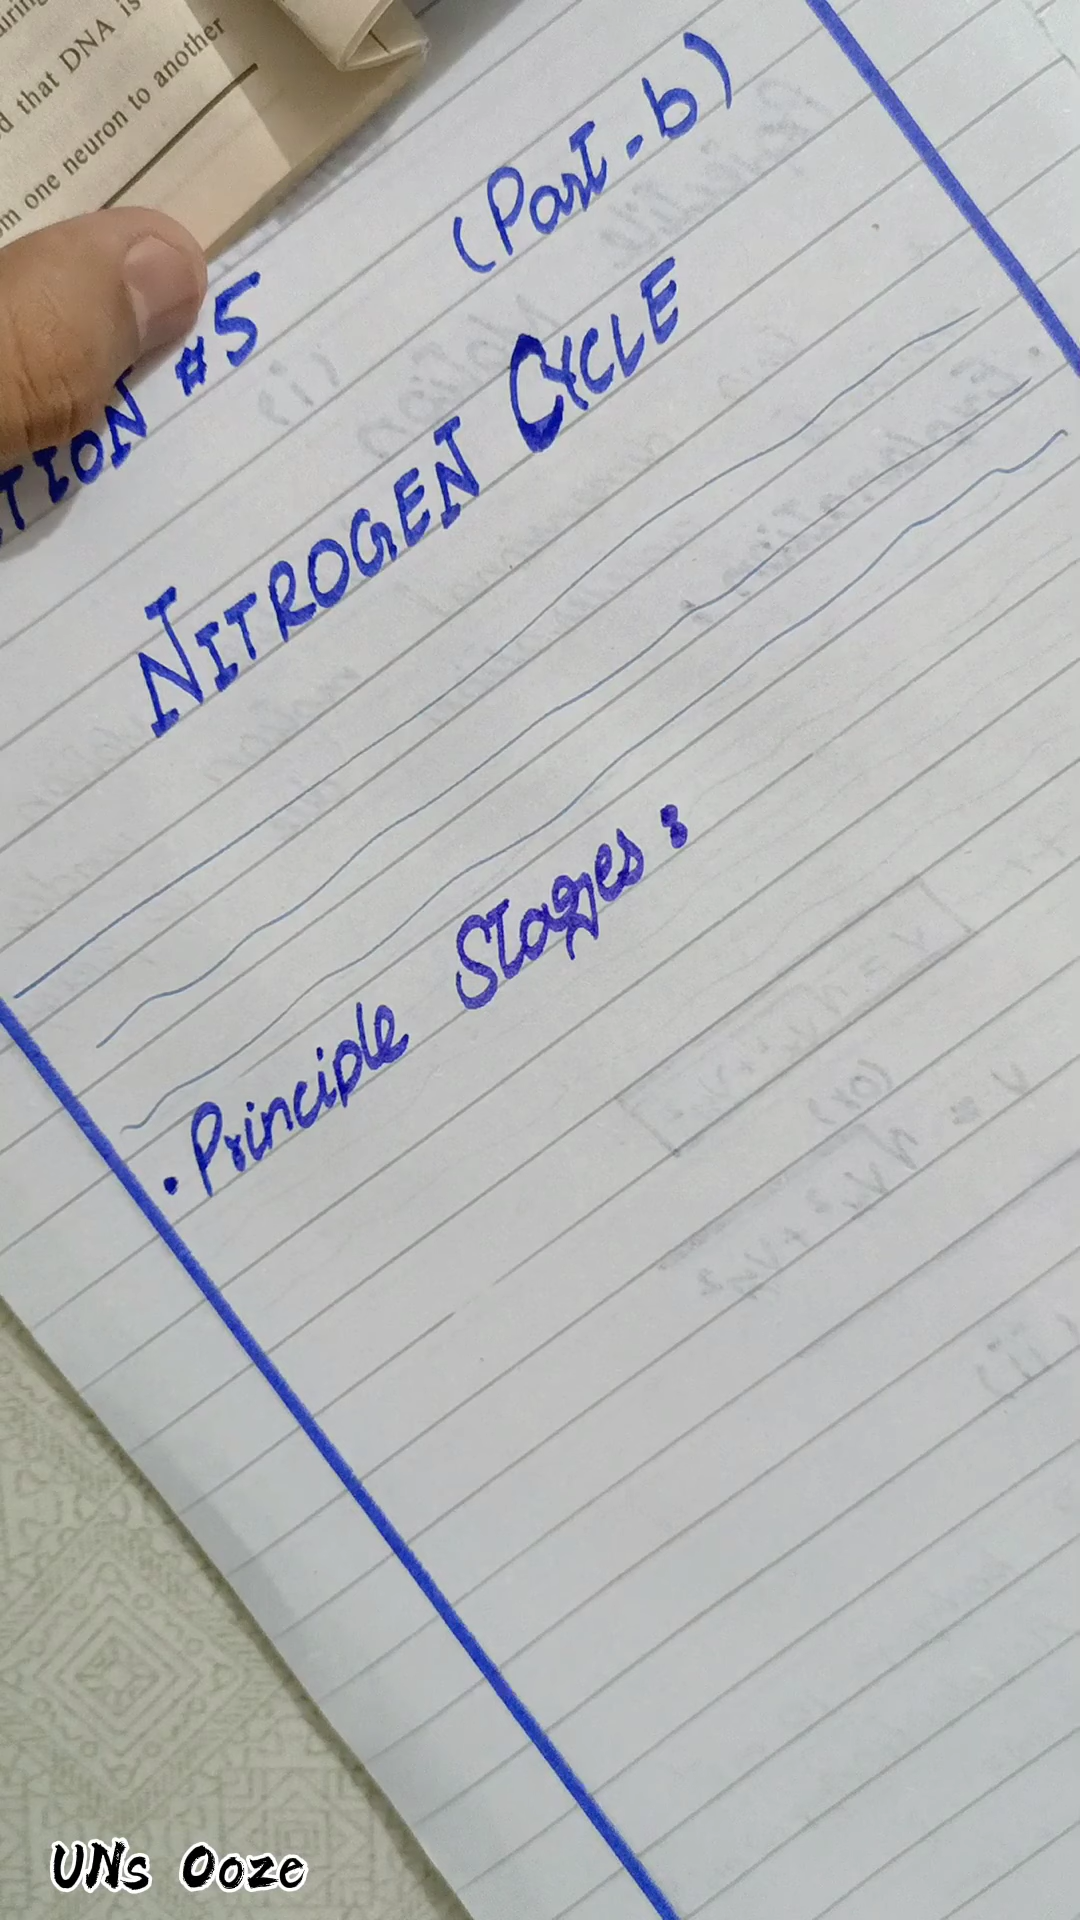 that DNA is
m one neuron to another
TION #5
(Part-b)
NITROGEN CYCLE
• Principle Stages:
UNs Ooze